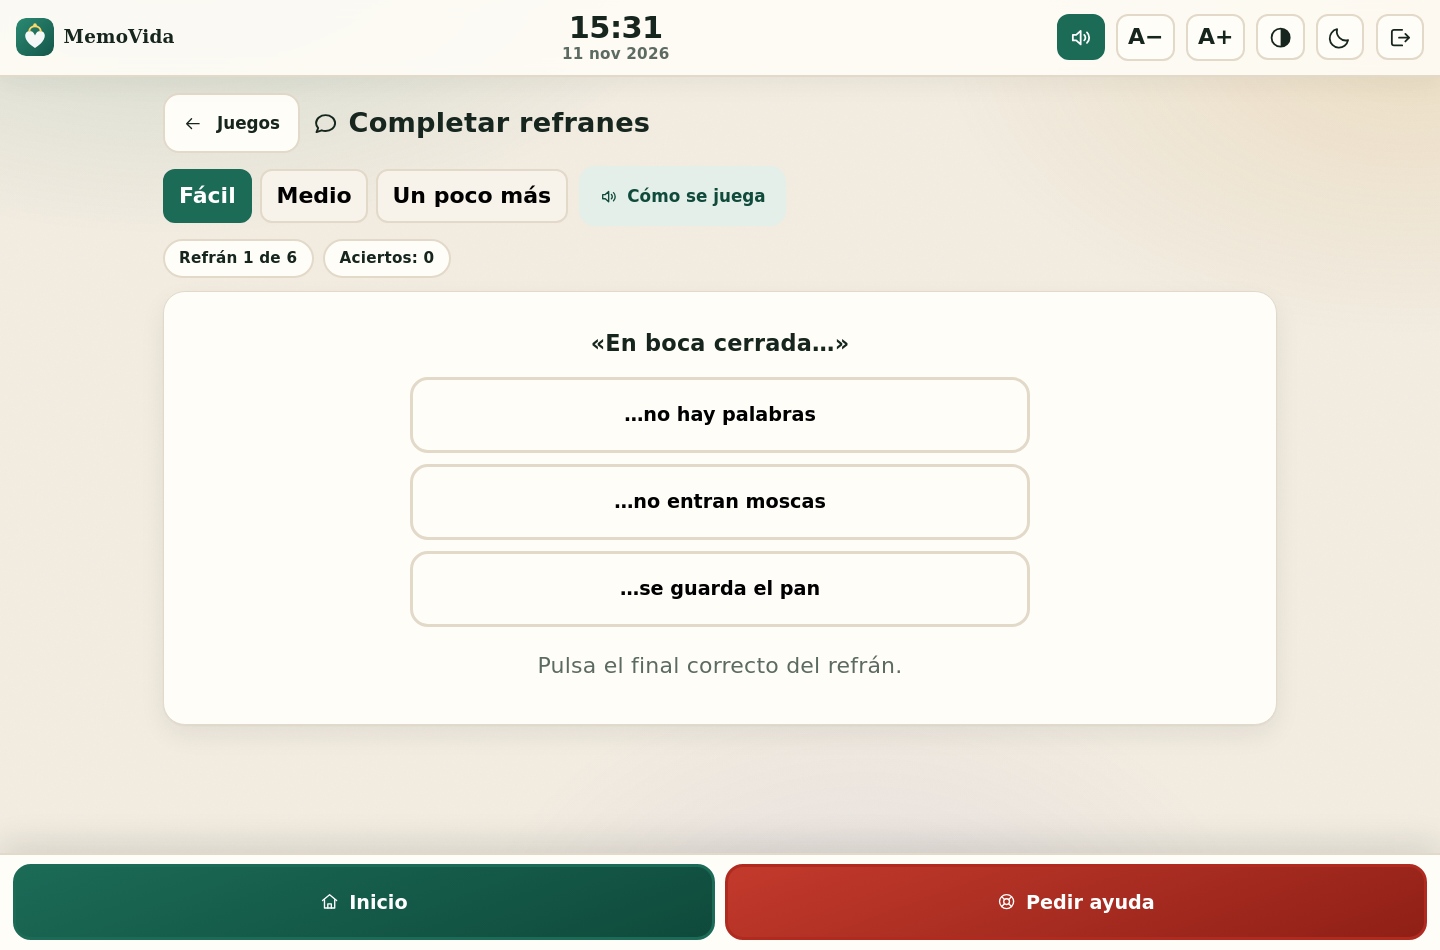 MemoVida
15:31
11 nov 2026
A−
A+
Juegos
Completar refranes
Fácil
Medio
Un poco más
Cómo se juega
Refrán 1 de 6
Aciertos: 0
«En boca cerrada…»
…no hay palabras
…no entran moscas
…se guarda el pan
Pulsa el final correcto del refrán.
Inicio
Pedir ayuda